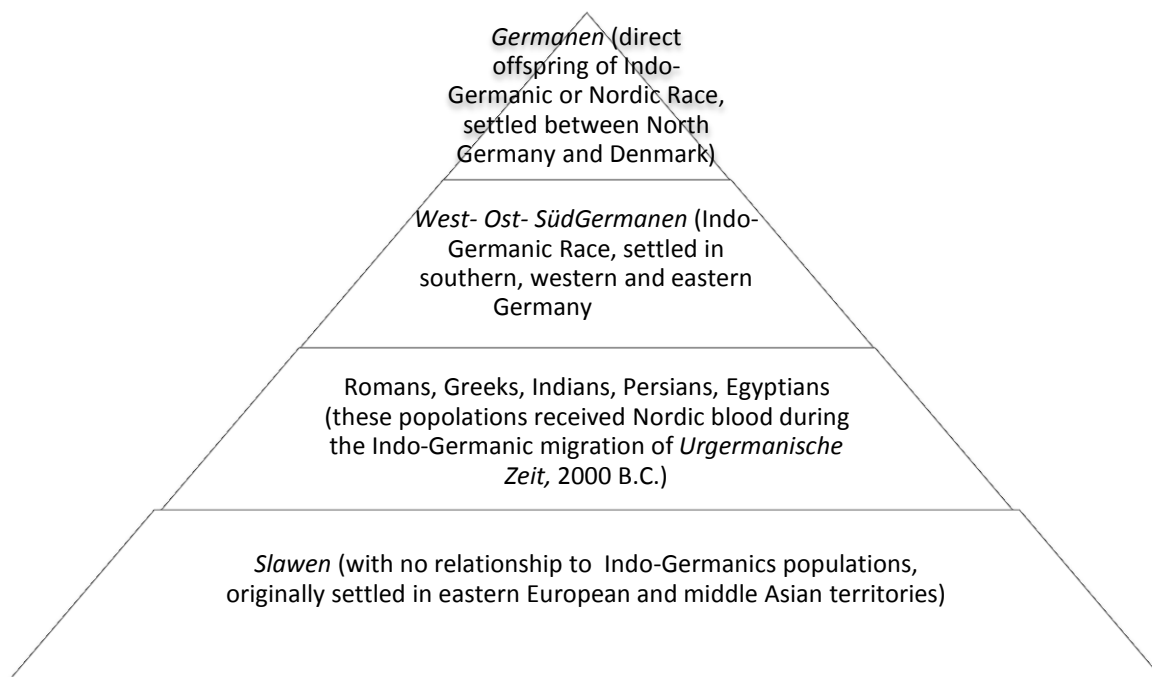 Germanen (direct
offspring of Indo-
Germanic or Nordic Race,
settled between North
Germany and Denmark)
West- Ost- SüdGermanen (Indo-
Germanic Race, settled in
southern, western and eastern
Germany
Romans, Greeks, Indians, Persians, Egyptians
(these popolations received Nordic blood during
the Indo-Germanic migration of Urgermanische
Zeit, 2000 B.C.)
Slawen (with no relationship to Indo-Germanics populations,
originally settled in eastern European and middle Asian territories)